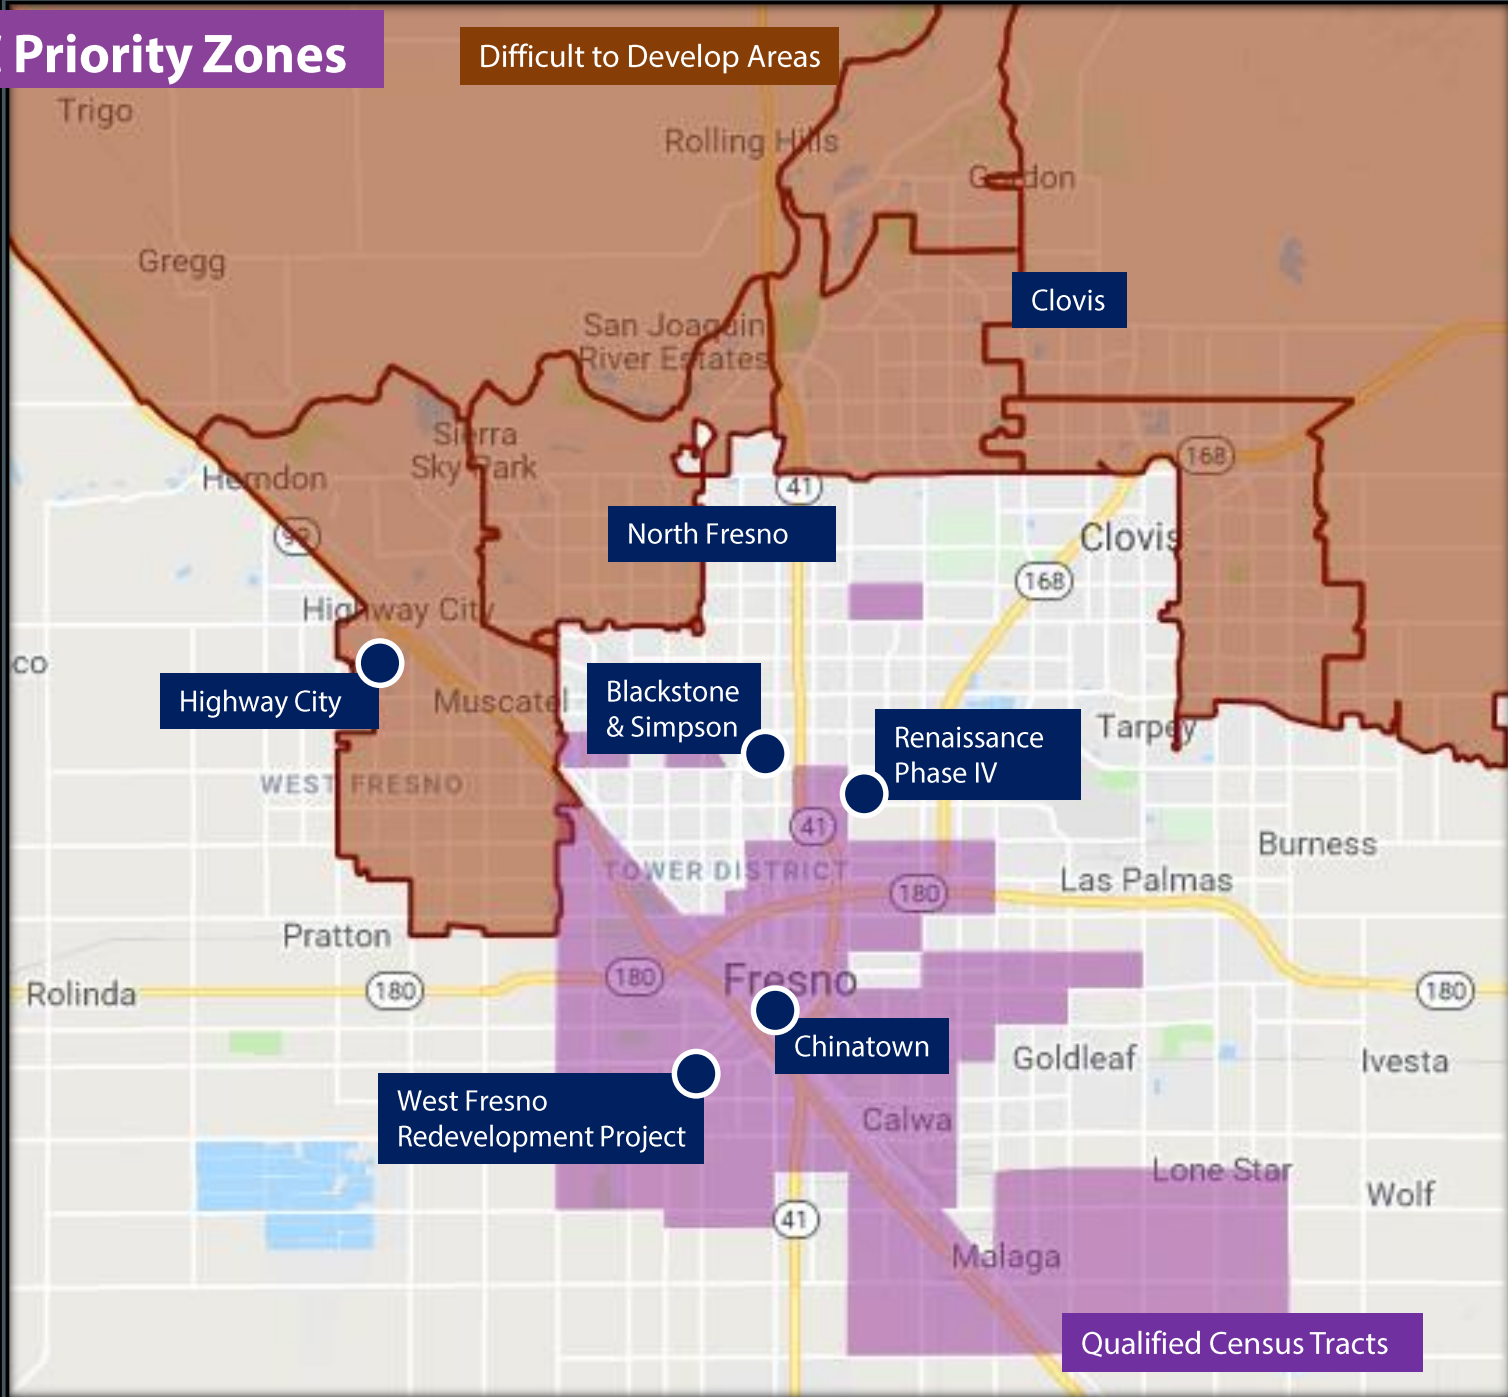 Priority Zones
Difficult to Develop Areas
Trigo
Rolling Hills
Gordon
Gregg
Clovis
San Joaquin
River Estates
Sierra
Sky Park
168
Herndon
41
North Fresno
Clovis
99
168
Highway City
co
Highway City
Muscatel
Blackstone
& Simpson
Renaissance
Phase IV
Tarpey
WEST FRESNO
41
Burness
TOWER DISTRICT
180
Las Palmas
Pratton
Fresno
180
180
180
Rolinda
Chinatown
Goldleaf
Ivesta
West Fresno
Redevelopment Project
Calwa
Lone Star
Wolf
41
Malaga
Qualified Census Tracts